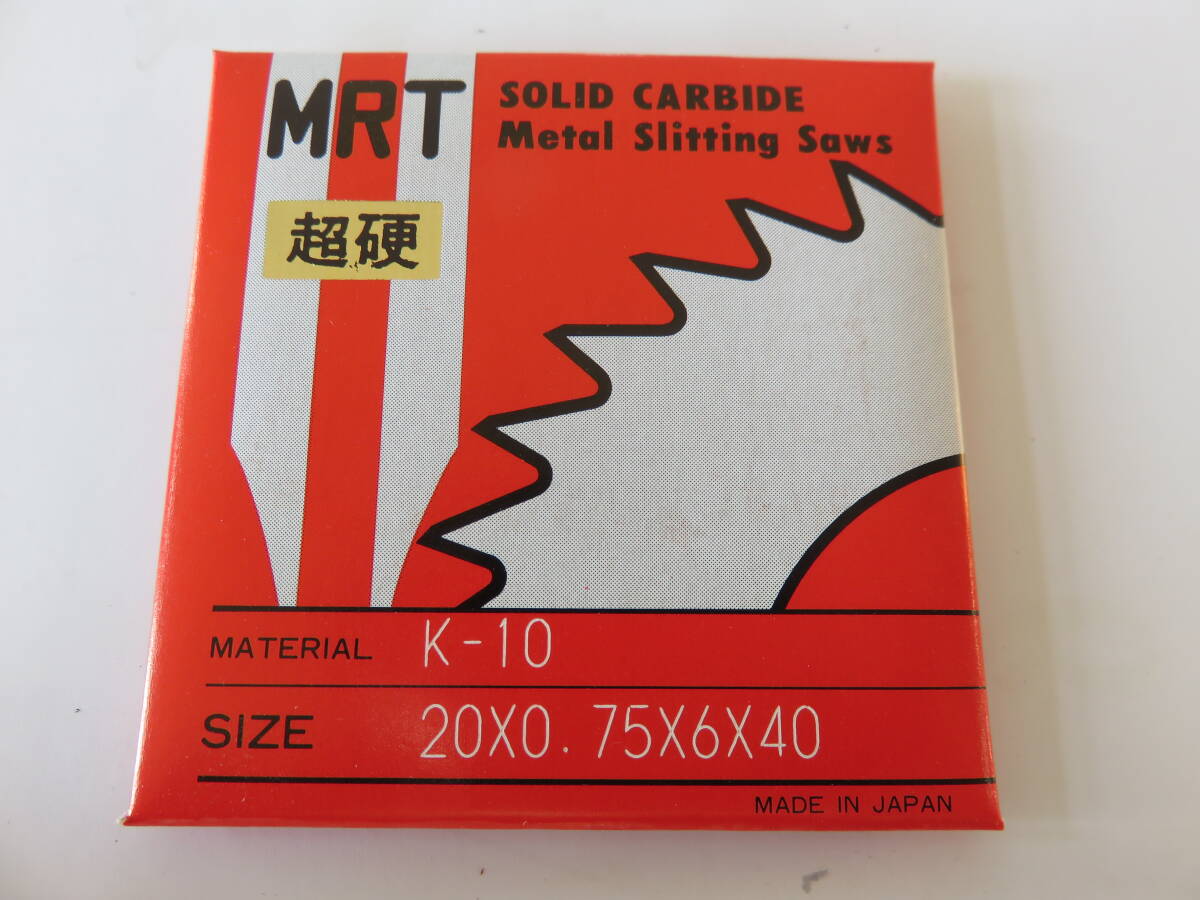 MRT
SOLID CARBIDE
Metal Slitting Saws
超硬
MATERIAL K-10
SIZE 20X0.75X6X40
MADE IN JAPAN